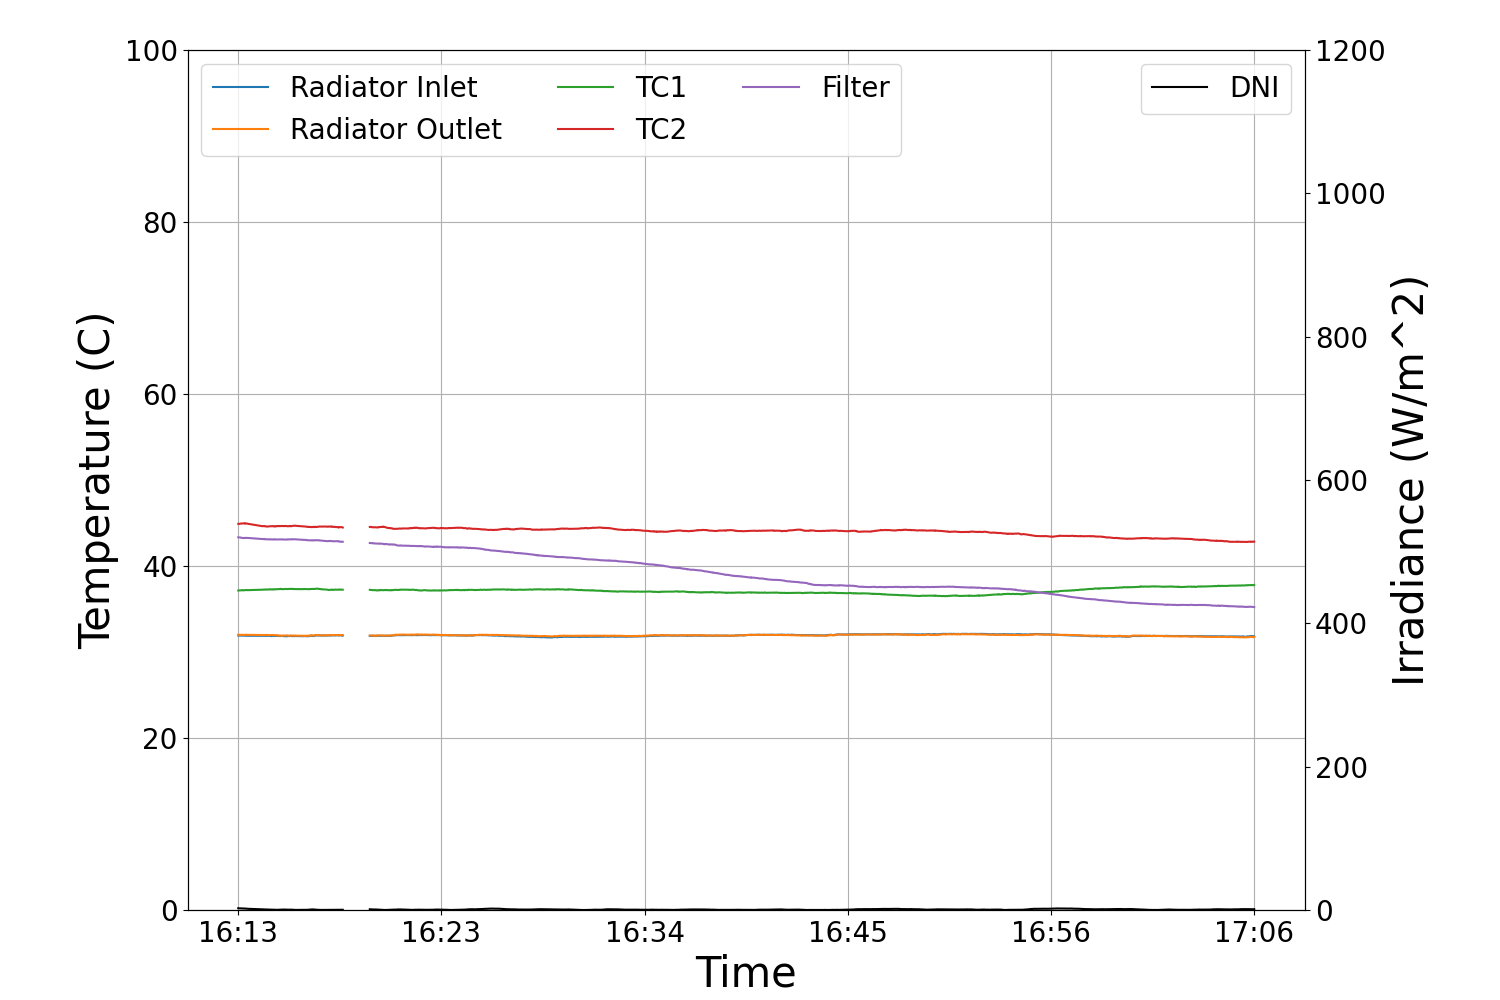 100
80
60
40
20
0
Temperature (C)
Radiator Inlet
Radiator Outlet
TC1
TC2
Filter
DNI
1200
1000
800
600
400
200
0
Irradiance (W/m^2)
16:13
16:23
16:34
16:45
16:56
17:06
Time